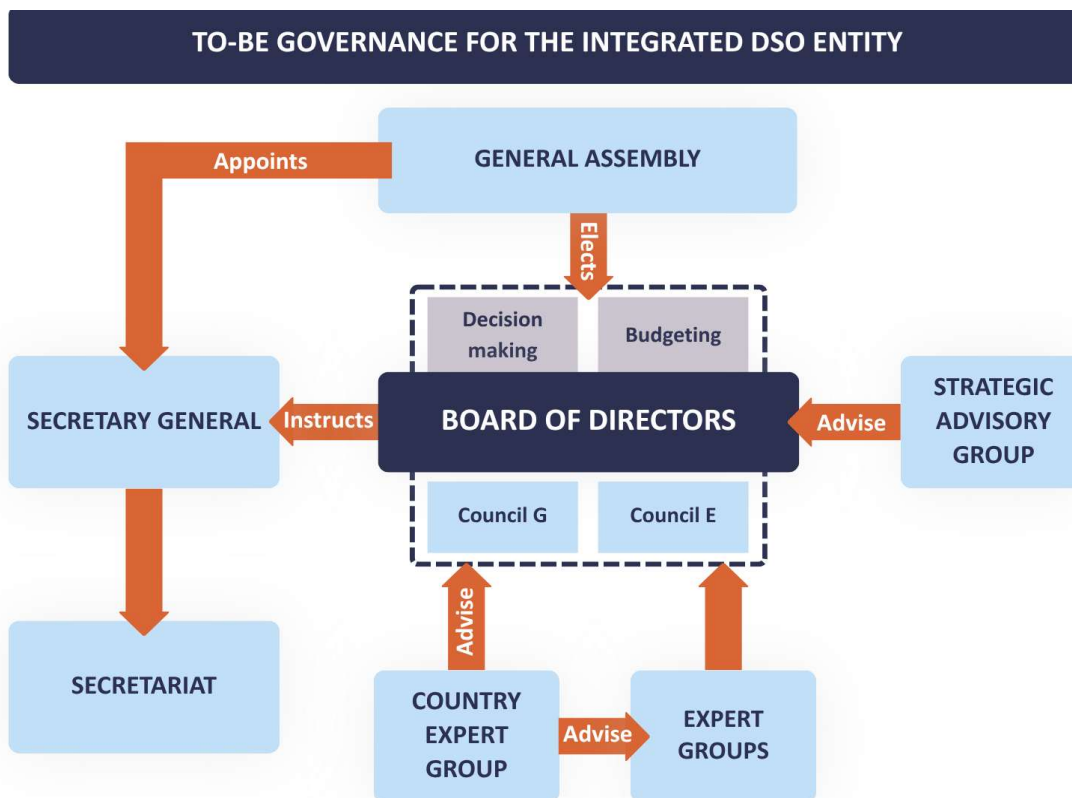 TO-BE GOVERNANCE FOR THE INTEGRATED DSO ENTITY
GENERAL ASSEMBLY
Appoints
Elects
Decision
making
Budgeting
SECRETARY GENERAL
Instructs
BOARD OF DIRECTORS
Advise
STRATEGIC
ADVISORY
GROUP
Council G
Council E
Advise
SECRETARIAT
COUNTRY
EXPERT
GROUP
Advise
EXPERT
GROUPS